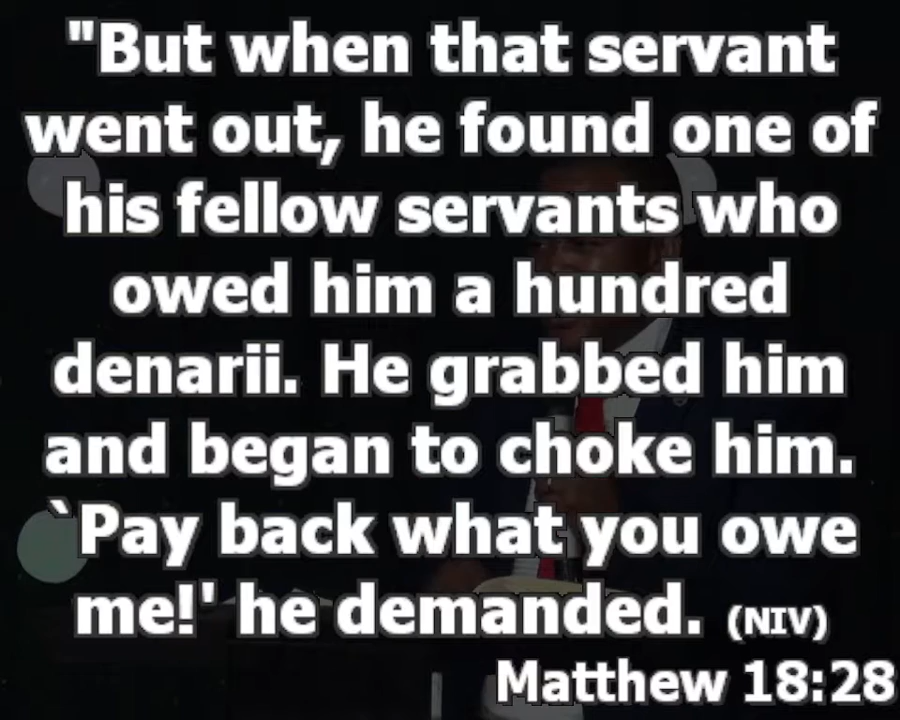 "But when that servant
went out, he found one of
his fellow servants who
owed him a hundred
denarii. He grabbed him
and began to choke him.
`Pay back what you owe
me!' he demanded. (NIV)
Matthew 18:28